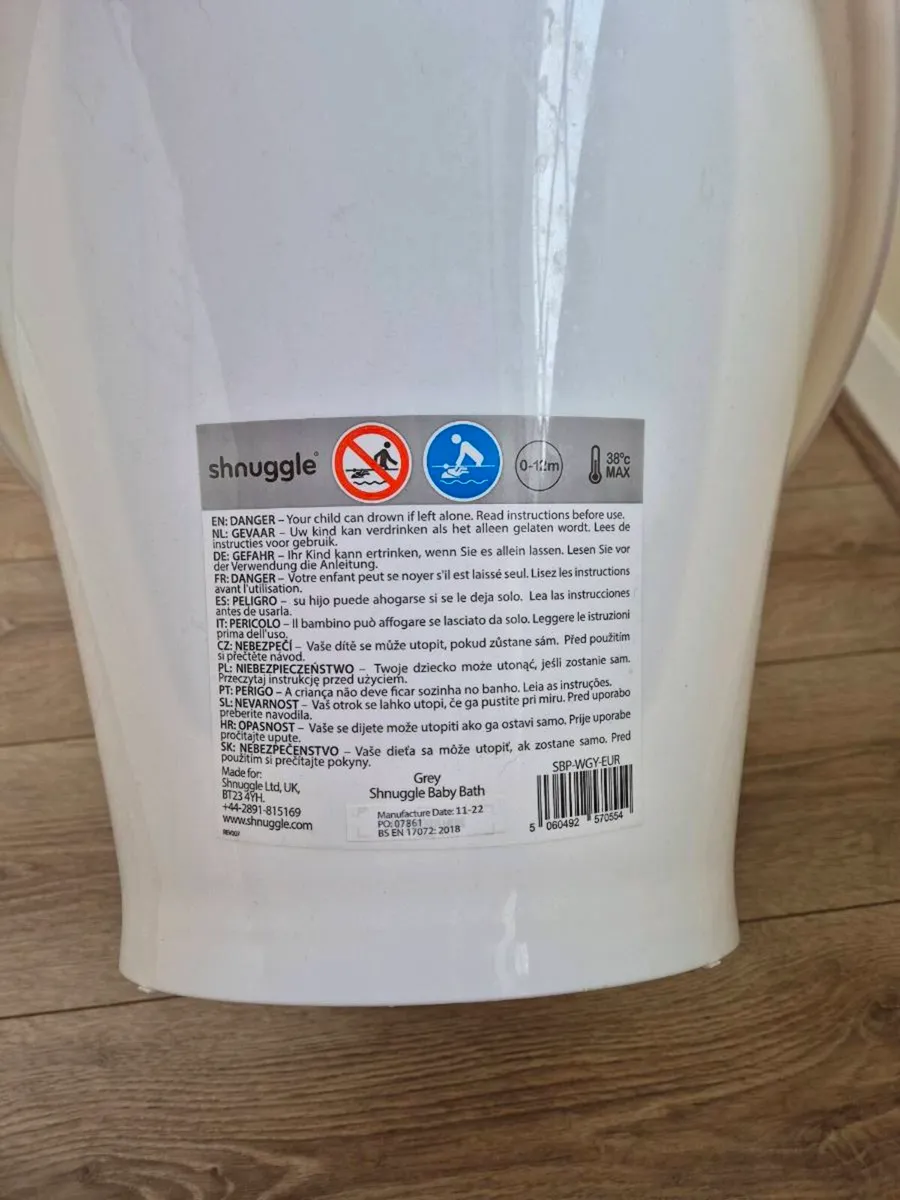 shnuggle®
0-12m
38°c
MAX
EN: DANGER – Your child can drown if left alone. Read instructions before use.
NL: GEVAAR – Uw kind kan verdrinken als het alleen gelaten wordt. Lees de
instructies voor gebruik.
DE: GEFAHR – Ihr Kind kann ertrinken, wenn Sie es allein lassen. Lesen Sie vor
der Verwendung die Anleitung.
FR: DANGER – Votre enfant peut se noyer s'il est laissé seul. Lisez les instructions
avant l'utilisation.
ES: PELIGRO – su hijo puede ahogarse si se le deja solo. Lea las instrucciones
antes de usarla.
IT: PERICOLO – Il bambino può affogare se lasciato da solo. Leggere le istruzioni
prima dell'uso.
CZ: NEBEZPEČÍ – Vaše dítě se může utopit, pokud zůstane sám. Před použitím
si přečtěte návod.
PL: NIEBEZPIECZEŃSTWO – Twoje dziecko może utonąć, jeśli zostanie sam.
Przeczytaj instrukcję przed użyciem.
PT: PERIGO – A criança não deve ficar sozinha no banho. Leia as instruções.
SL: NEVARNOST – Vaš otrok se lahko utopi, če ga pustite pri miru. Pred uporabo
preberite navodila.
HR: OPASNOST – Vaše se dijete može utopiti ako ga ostavi samo. Prije uporabe
pročitajte upute.
SK: NEBEZPEČENSTVO – Vaše dieťa sa môže utopiť, ak zostane samo. Pred
použitím si prečítajte pokyny.
Made for:
Shnuggle Ltd, UK,
BT23 4YH.
+44-2891-815169
www.shnuggle.com
REV007
Grey
Shnuggle Baby Bath
Manufacture Date: 11-22
PO: 07861
BS EN 17072: 2018
SBP-WGY-EUR
5 060492 570554